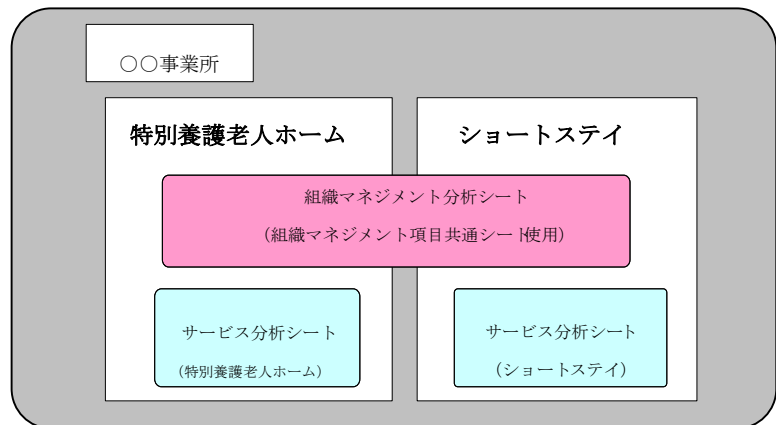 〇〇事業所
特別養護老人ホーム
ショートステイ
組織マネジメント分析シート
（組織マネジメント項目共通シート使用）
サービス分析シート
（特別養護老人ホーム）
サービス分析シート
（ショートステイ）